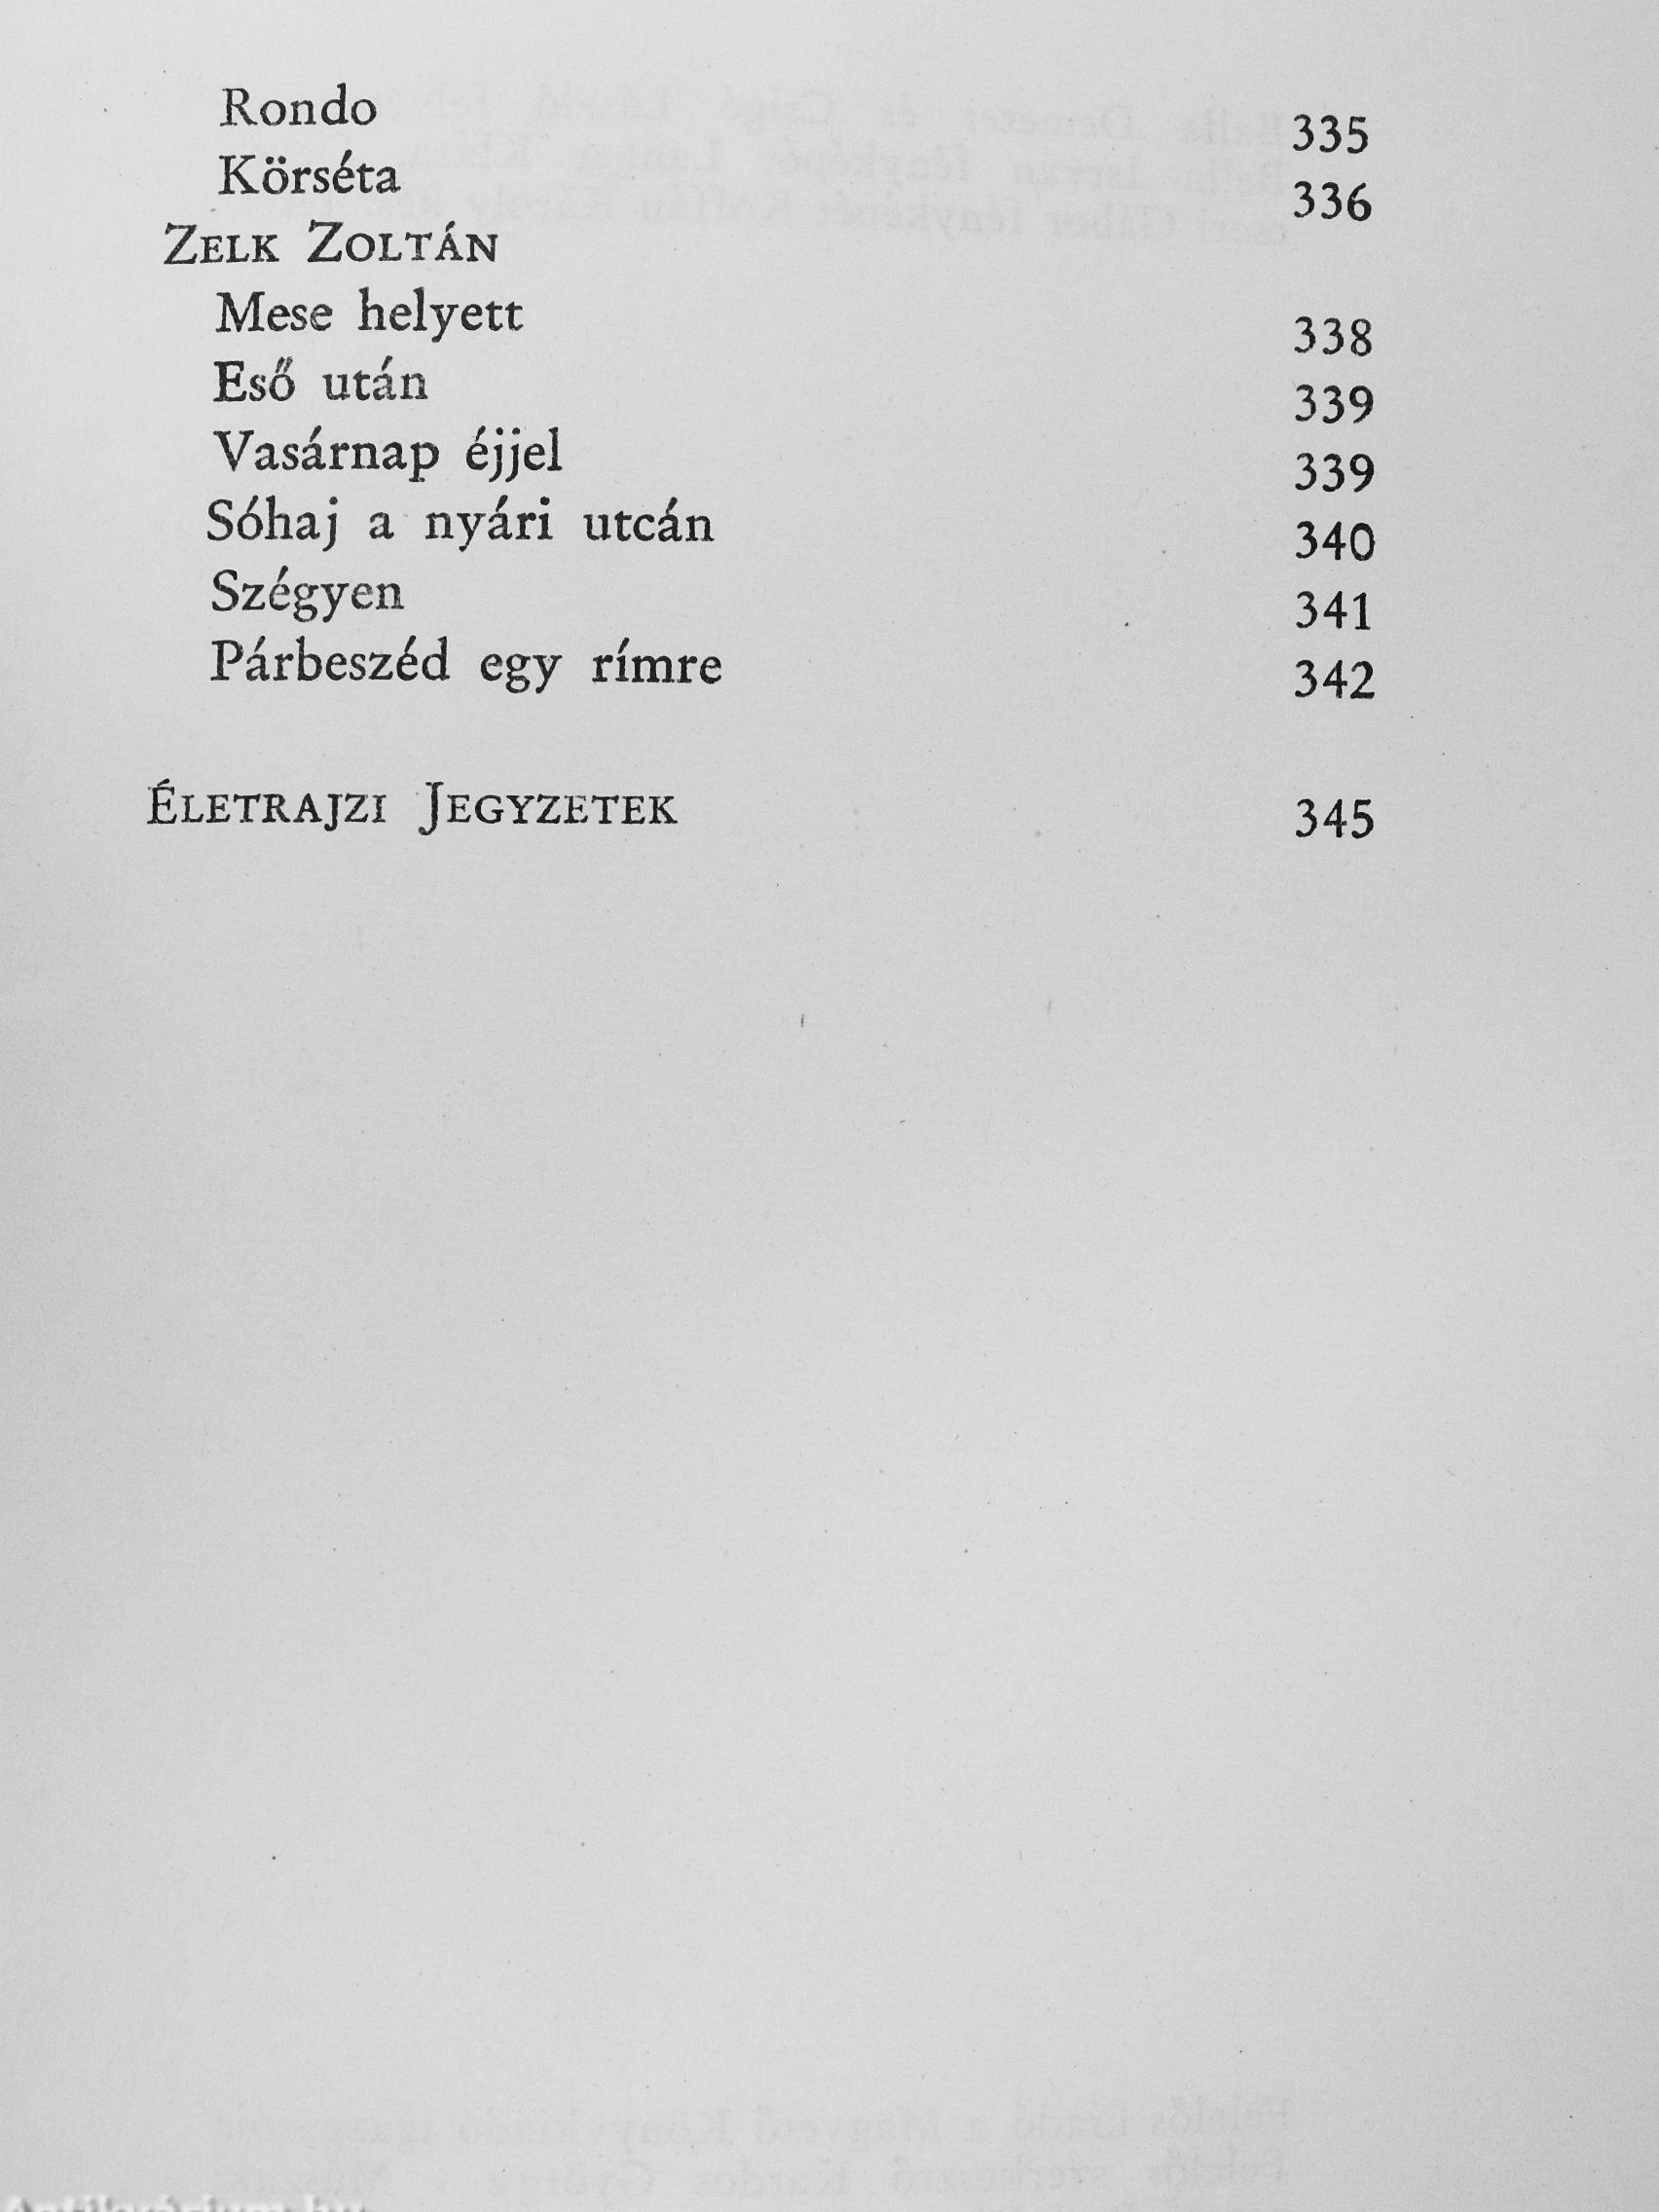 Rondo 335
Körséta 336
ZELK ZOLTÁN
Mese helyett 338
Eső után 339
Vasárnap éjjel 339
Sóhaj a nyári utcán 340
Szégyen 341
Párbeszéd egy rímre 342
ÉLETRAJZI JEGYZETEK 345